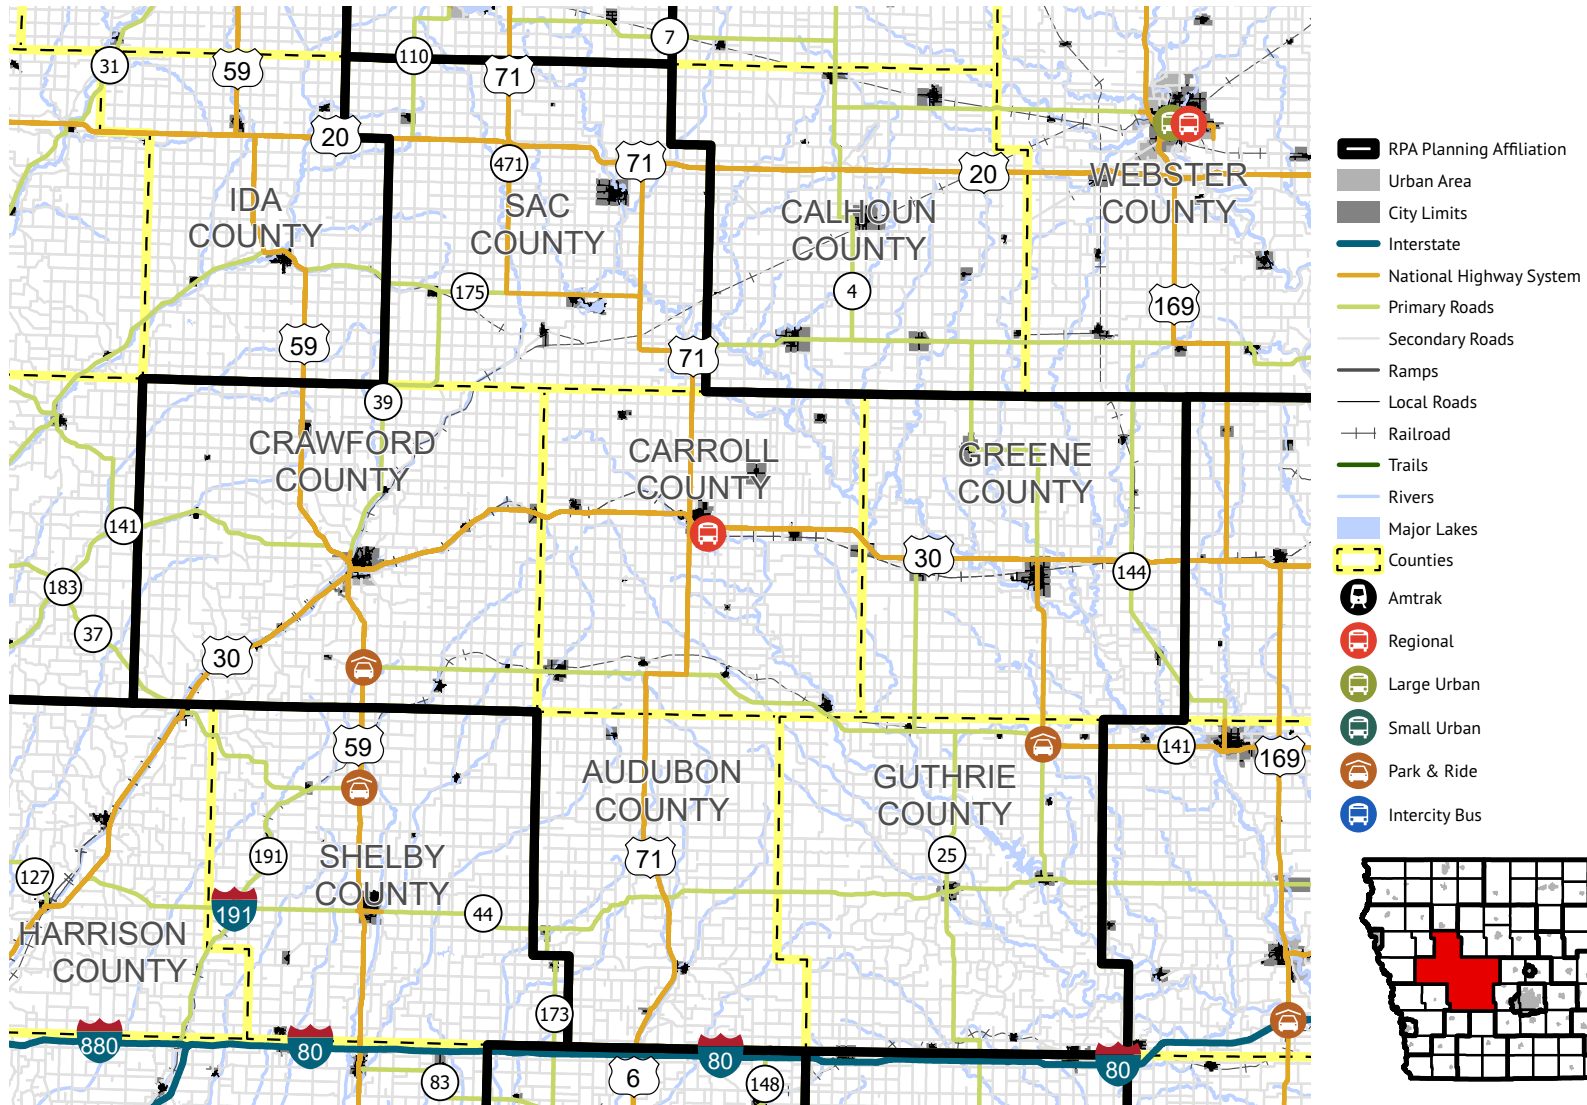 7
110
31
59
71
20
471
71
20
IDA
COUNTY
SAC
COUNTY
CALHOUN
COUNTY
WEBSTER
COUNTY
175
4
169
59
71
39
CRAWFORD
COUNTY
CARROLL
COUNTY
GREENE
COUNTY
141
30
144
183
37
30
59
141
169
AUDUBON
COUNTY
GUTHRIE
COUNTY
191
SHELBY
COUNTY
71
25
127
191
44
HARRISON
COUNTY
173
880
80
80
80
83
6
148
RPA Planning Affiliation
Urban Area
City Limits
Interstate
National Highway System
Primary Roads
Secondary Roads
Ramps
Local Roads
Railroad
Trails
Rivers
Major Lakes
Counties
Amtrak
Regional
Large Urban
Small Urban
Park & Ride
Intercity Bus